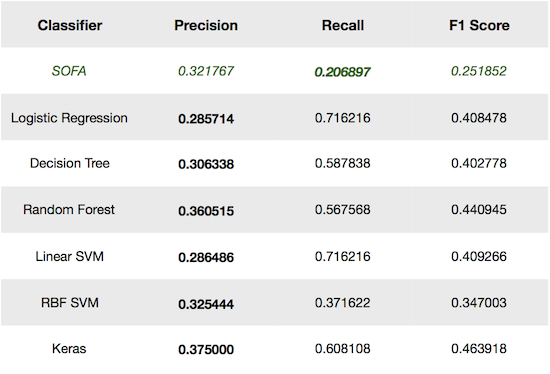 Classifier Precision Recall F1 Score
SOFA 0.321767 0.206897 0.251852
Logistic Regression 0.285714 0.716216 0.408478
Decision Tree 0.306338 0.587838 0.402778
Random Forest 0.360515 0.567568 0.440945
Linear SVM 0.286486 0.716216 0.409266
RBF SVM 0.325444 0.371622 0.347003
Keras 0.375000 0.608108 0.463918